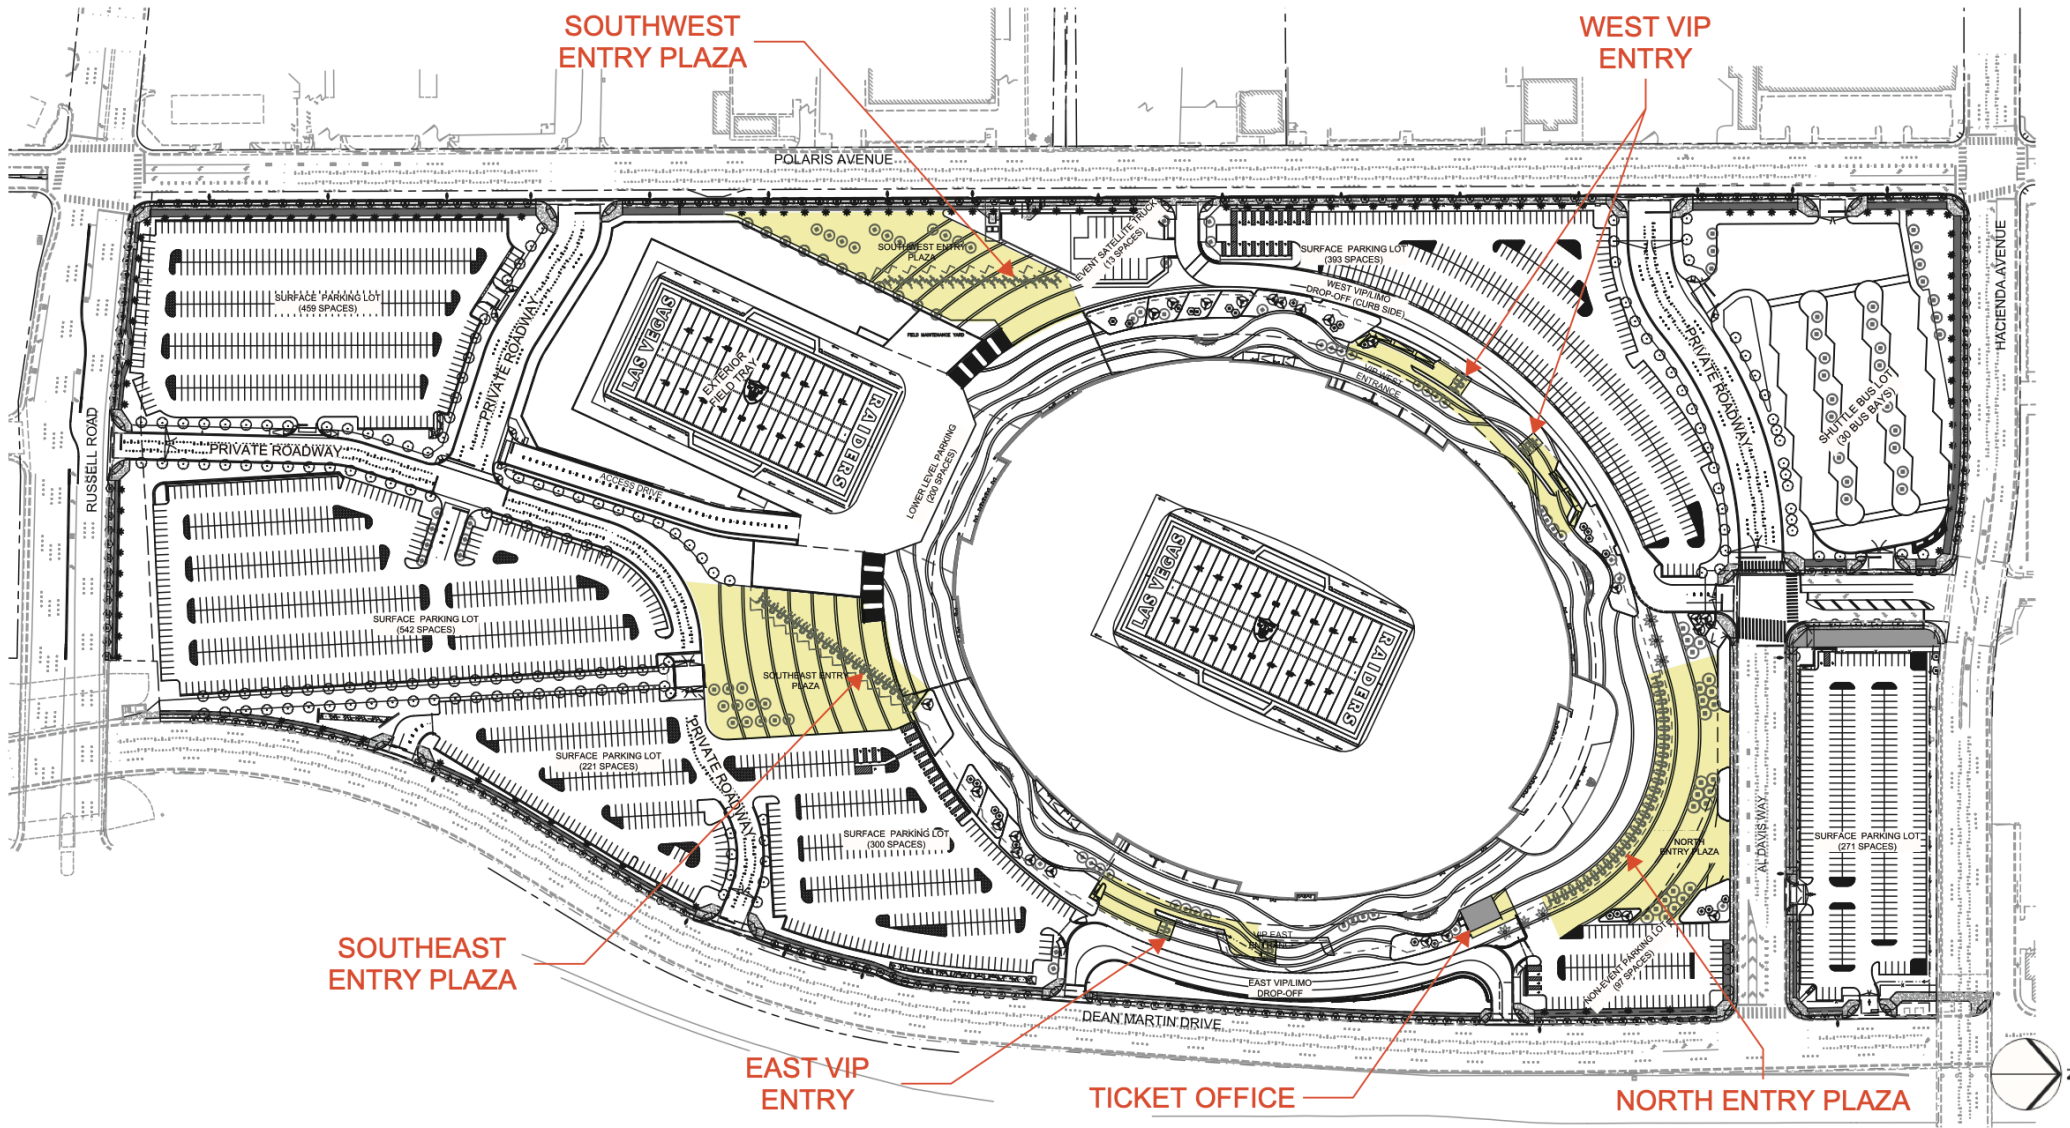 SOUTHWEST
ENTRY PLAZA
WEST VIP
ENTRY
POLARIS AVENUE
SOUTHWEST ENTRY
PLAZA
EVENT SATELLITE TRUCK
(13 SPACES)
SURFACE PARKING LOT
(393 SPACES)
WEST VIP/LIMO
DROP-OFF (CURB SIDE)
HACIENDA AVENUE
SURFACE PARKING LOT
(459 SPACES)
PRIVATE ROADWAY
LAS VEGAS
EXTERIOR
FIELD TRAY
RAIDERS
FIELD MAINTENANCE YARD
VIP WEST
ENTRANCE
PRIVATE ROADWAY
SHUTTLE BUS LOT
(30 BUS BAYS)
RUSSELL ROAD
PRIVATE ROADWAY
ACCESS DRIVE
LOWER LEVEL PARKING
(200 SPACES)
LAS VEGAS
RAIDERS
SURFACE PARKING LOT
(542 SPACES)
SOUTHEAST ENTRY
PLAZA
PRIVATE ROADWAY
SURFACE PARKING LOT
(221 SPACES)
SURFACE PARKING LOT
(300 SPACES)
NORTH
ENTRY PLAZA
AL DAVIS WAY
SURFACE PARKING LOT
(271 SPACES)
VIP EAST
ENTRANCE
NON-EVENT PARKING LOT
(97 SPACES)
EAST VIP/LIMO
DROP-OFF
DEAN MARTIN DRIVE
SOUTHEAST
ENTRY PLAZA
EAST VIP
ENTRY
TICKET OFFICE
NORTH ENTRY PLAZA